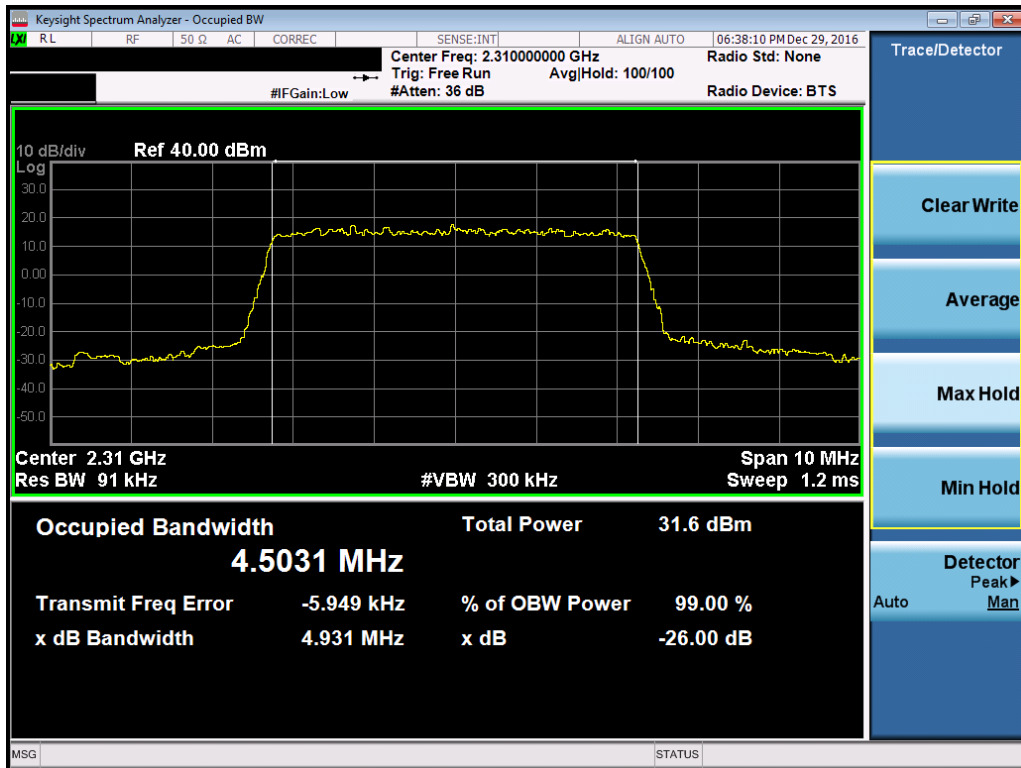 Keysight Spectrum Analyzer - Occupied BW
LXI RL RF 50 Ω AC CORREC SENSE:INT ALIGN AUTO 06:38:10 PM Dec 29, 2016
Center Freq: 2.310000000 GHz Radio Std: None
Trig: Free Run Avg|Hold: 100/100
#IFGain:Low #Atten: 36 dB Radio Device: BTS
Trace/Detector
10 dB/div Ref 40.00 dBm
Log
30.0
20.0
10.0
0.00
-10.0
-20.0
-30.0
-40.0
-50.0
Center 2.31 GHz Span 10 MHz
Res BW 91 kHz #VBW 300 kHz Sweep 1.2 ms
Occupied Bandwidth Total Power 31.6 dBm
4.5031 MHz
Transmit Freq Error -5.949 kHz % of OBW Power 99.00 %
x dB Bandwidth 4.931 MHz x dB -26.00 dB
Clear Write
Average
Max Hold
Min Hold
Detector
Peak▶
Auto Man
MSG STATUS